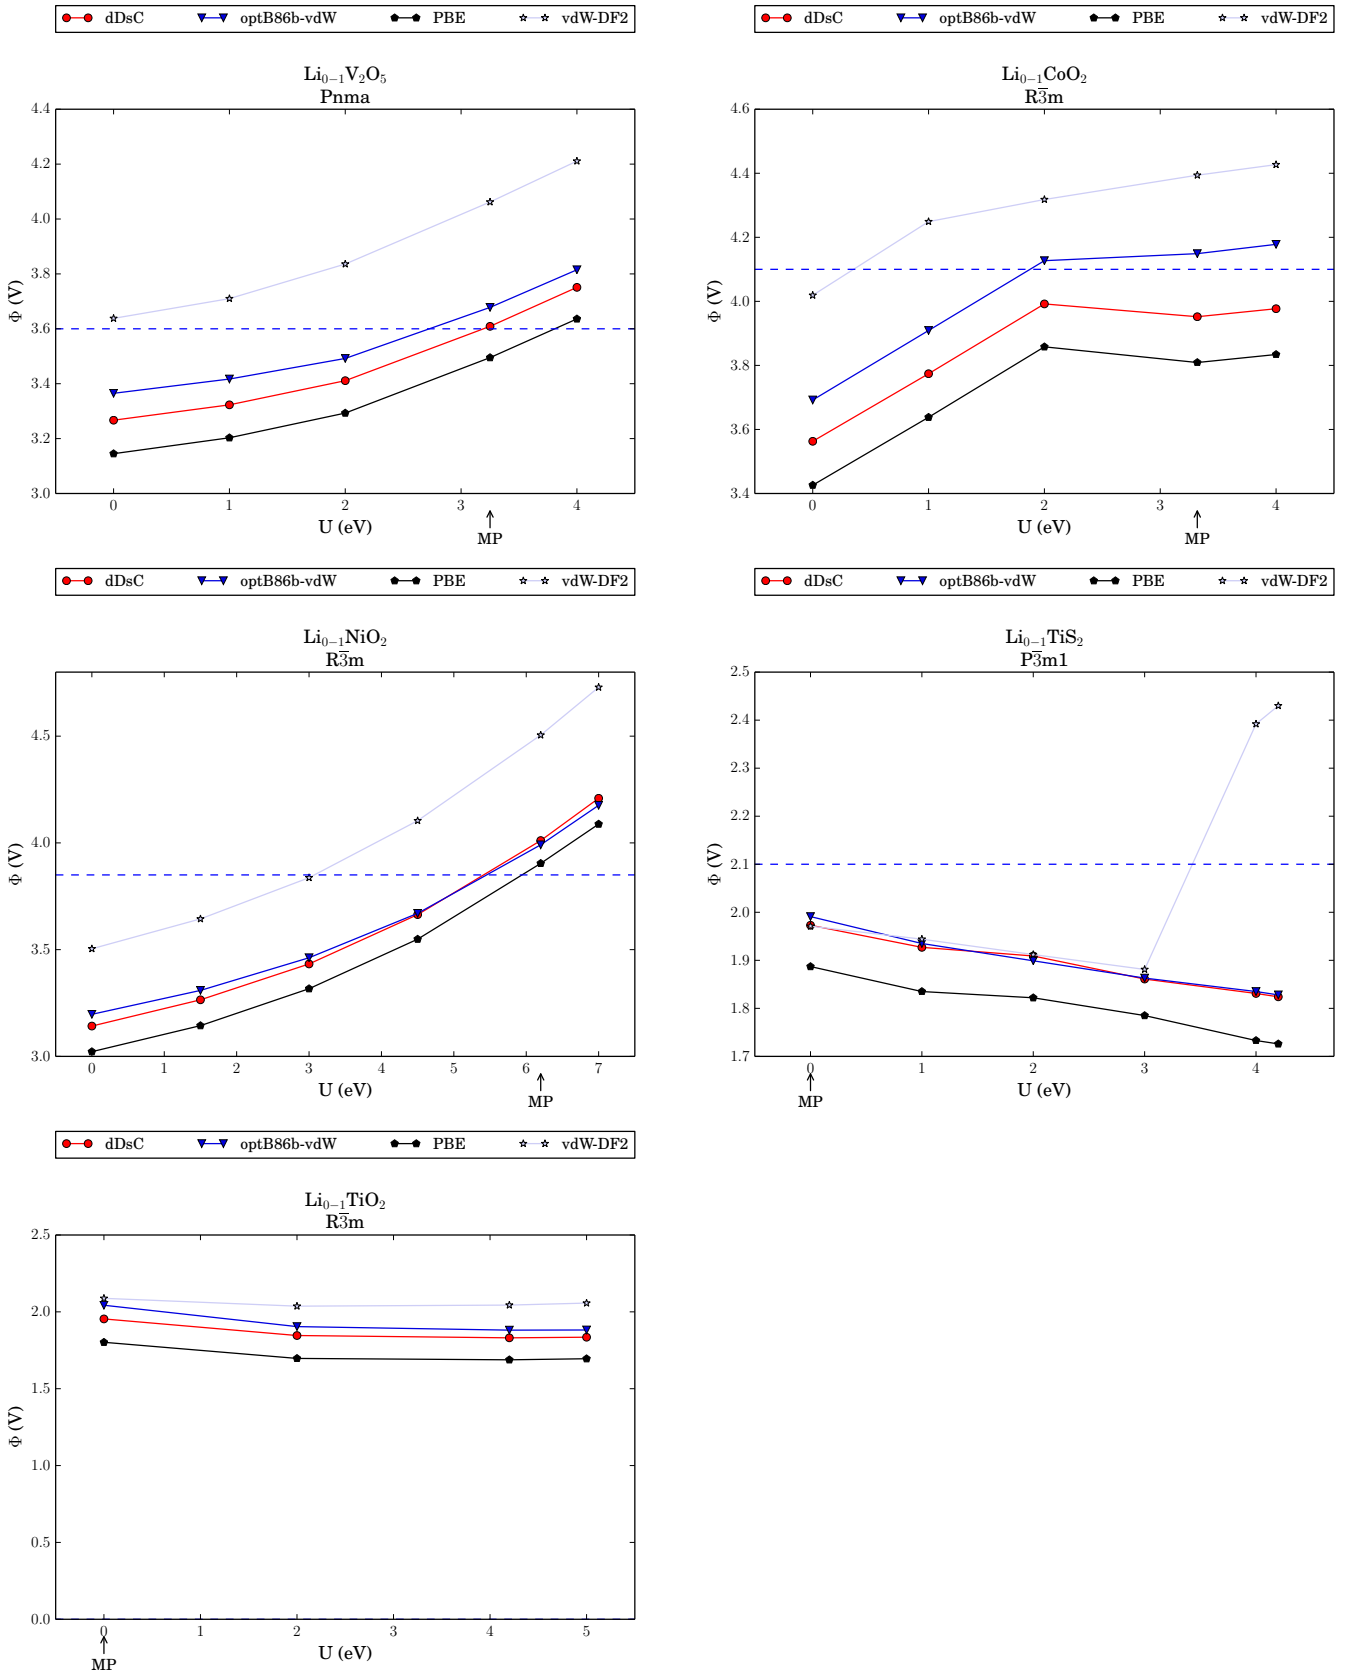 dDsC optB86b-vdW PBE vdW-DF2
Li₀₋₁V₂O₅
Pnma
4.4
4.2
4.0
3.8
3.6
3.4
3.2
3.0
Φ (V)
0 1 2 3 4
U (eV)
MP
dDsC optB86b-vdW PBE vdW-DF2
Li₀₋₁CoO₂
R3̅m
4.6
4.4
4.2
4.0
3.8
3.6
3.4
Φ (V)
0 1 2 3 4
U (eV)
MP
dDsC optB86b-vdW PBE vdW-DF2
Li₀₋₁NiO₂
R3̅m
4.5
4.0
3.5
3.0
Φ (V)
0 1 2 3 4 5 6 7
U (eV)
MP
dDsC optB86b-vdW PBE vdW-DF2
Li₀₋₁TiS₂
P3̅m1
2.5
2.4
2.3
2.2
2.1
2.0
1.9
1.8
1.7
Φ (V)
0 1 2 3 4
U (eV)
MP
dDsC optB86b-vdW PBE vdW-DF2
Li₀₋₁TiO₂
R3̅m
2.5
2.0
1.5
1.0
0.5
0.0
Φ (V)
0 1 2 3 4 5
U (eV)
MP